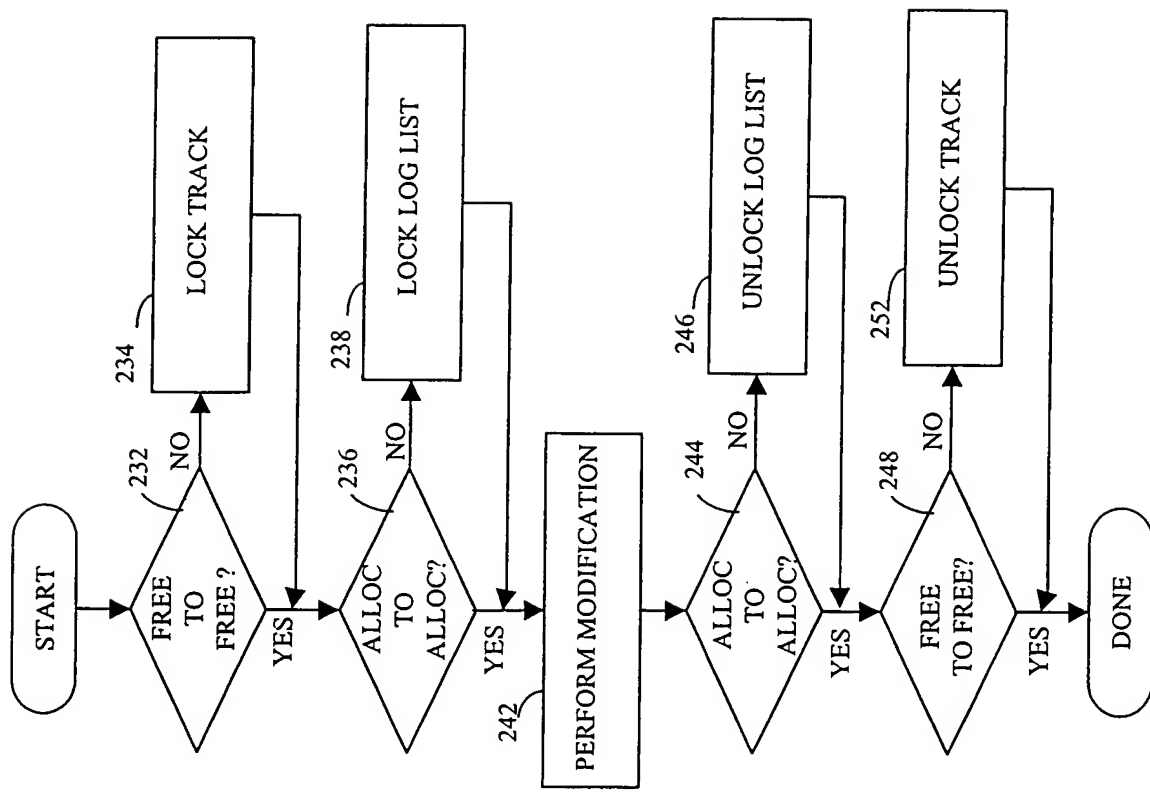 START
232
FREE
TO
FREE ?
NO
YES
234
LOCK TRACK
236
ALLOC
TO
ALLOC?
NO
YES
238
LOCK LOG LIST
242
PERFORM MODIFICATION
244
ALLOC
TO
ALLOC?
NO
YES
246
UNLOCK LOG LIST
248
FREE
TO FREE?
NO
YES
252
UNLOCK TRACK
DONE